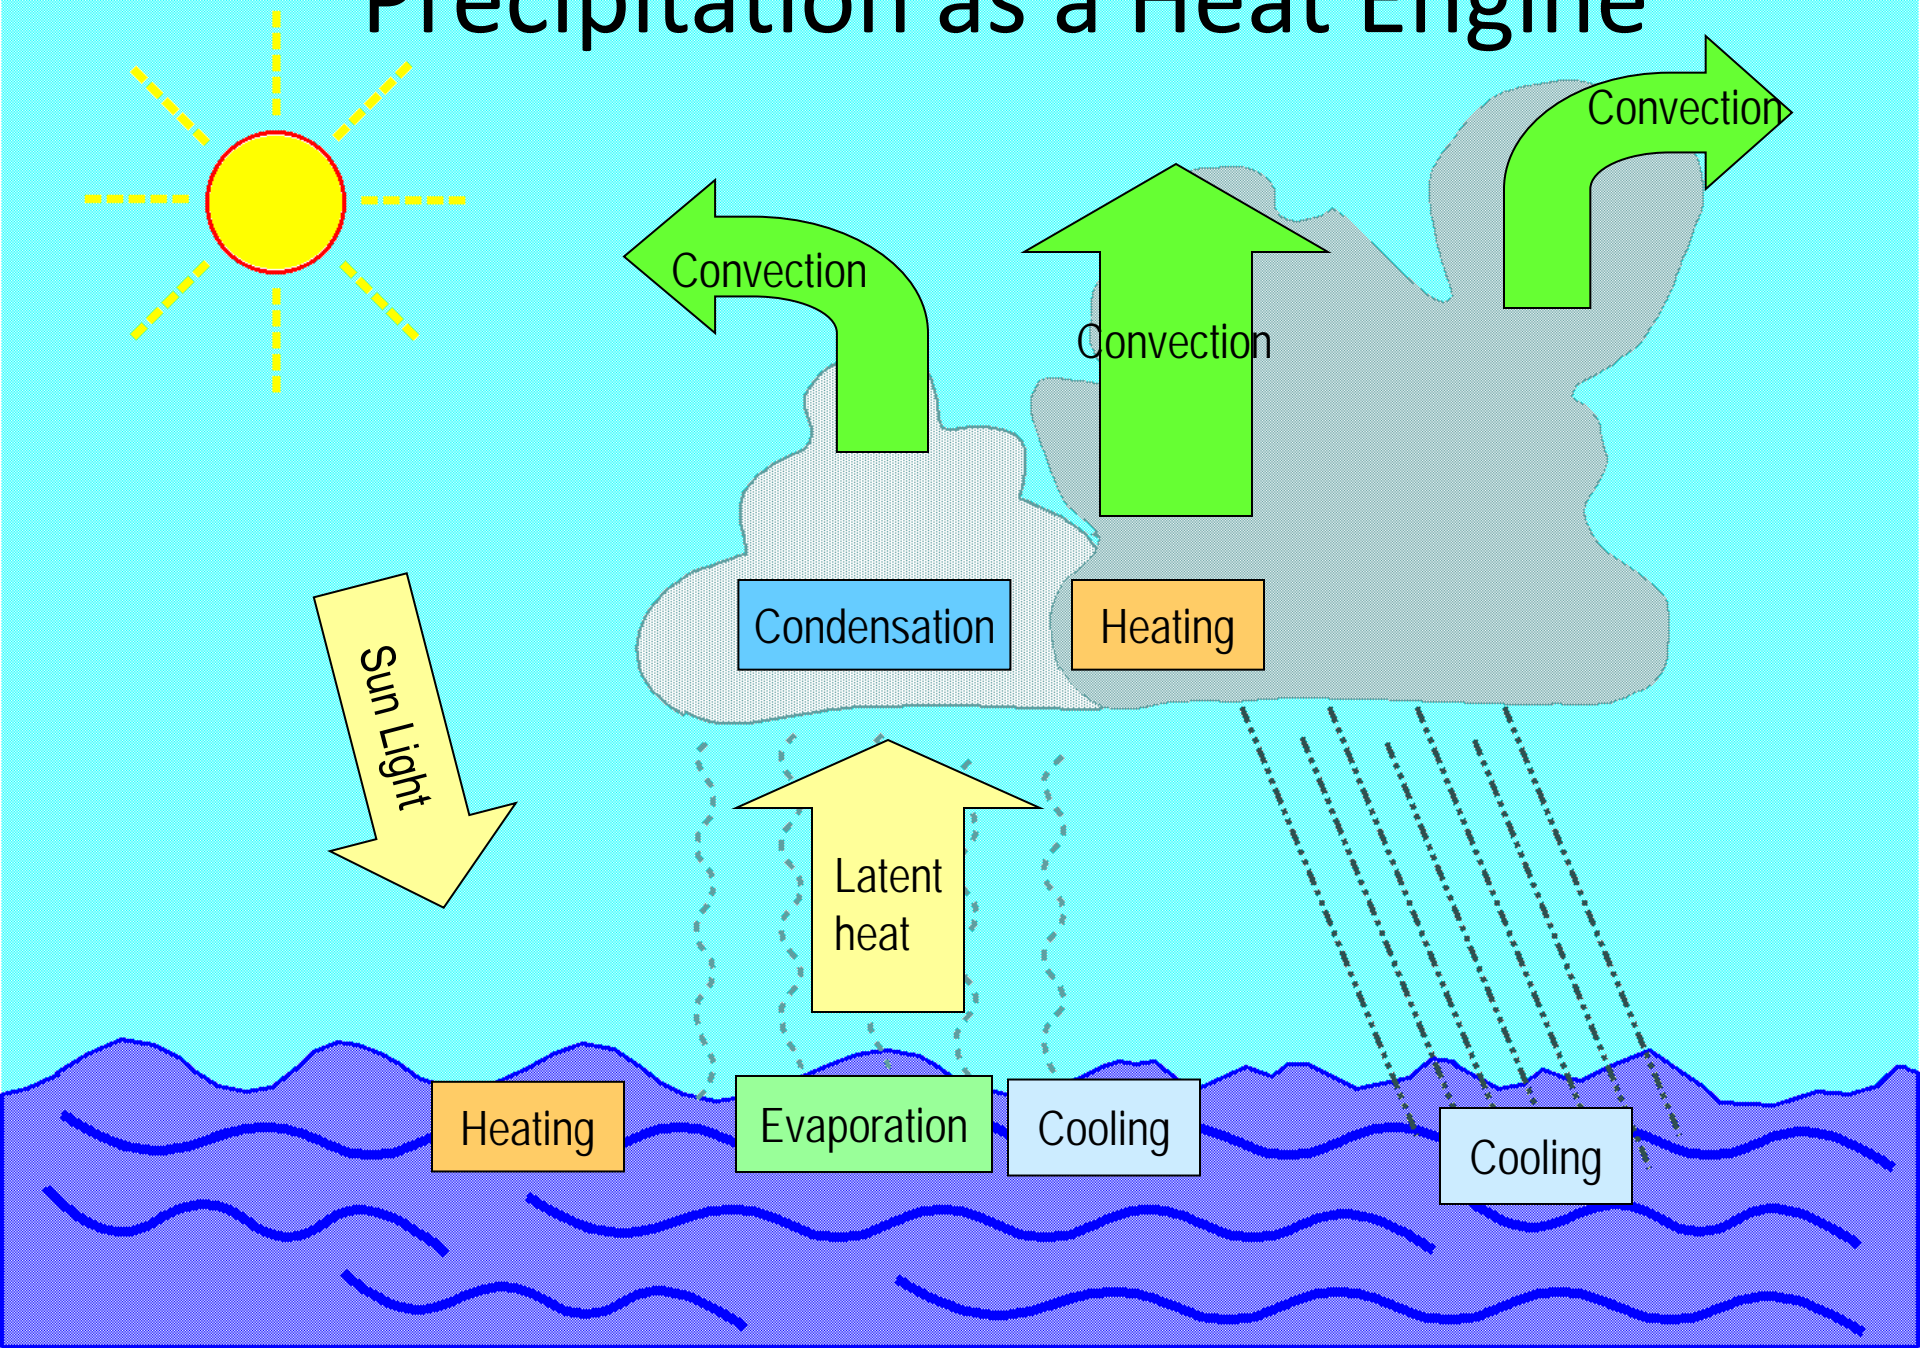 Precipitation as a Heat Engine
Convection
Convection
Convection
Condensation
Heating
Sun Light
Latent
heat
Heating
Evaporation
Cooling
Cooling